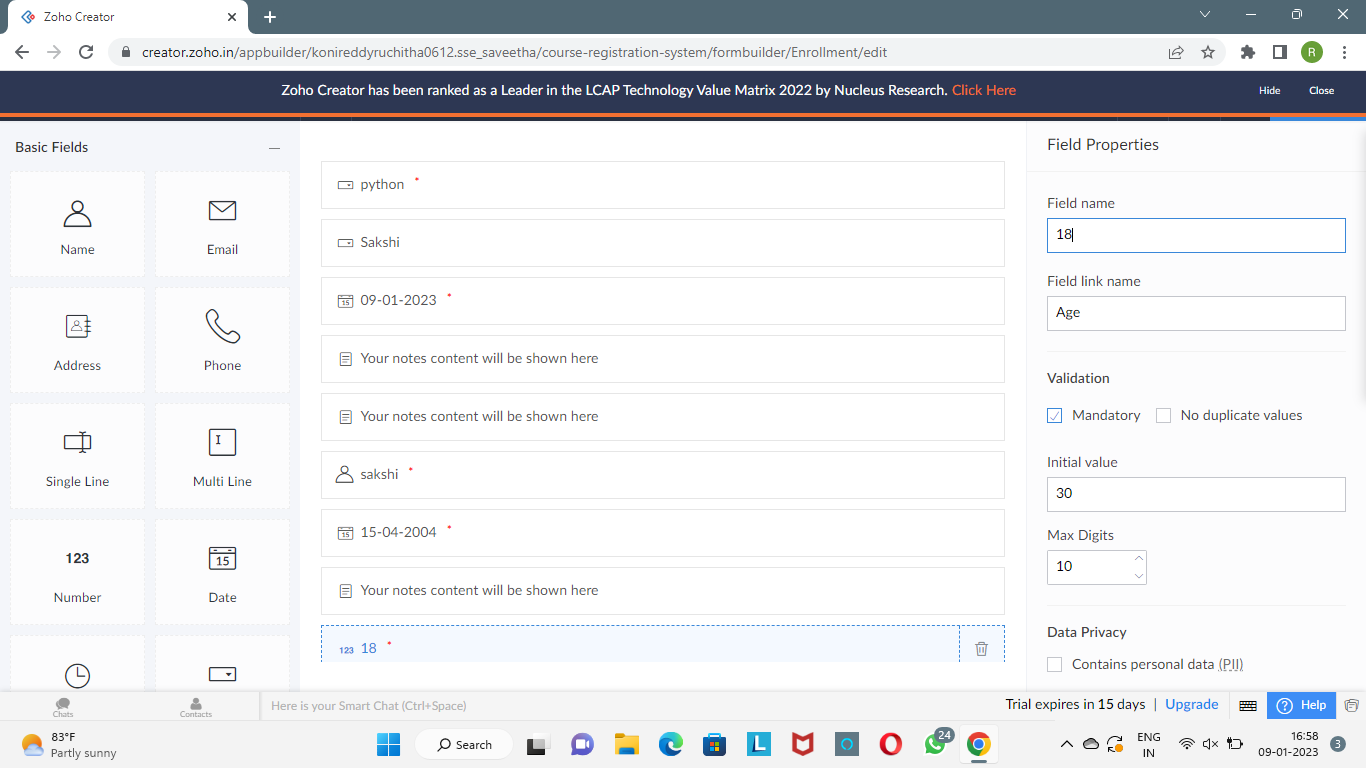 Zoho Creator
creator.zoho.in/appbuilder/konireddyruchitha0612.sse_saveetha/course-registration-system/formbuilder/Enrollment/edit
R
Zoho Creator has been ranked as a Leader in the LCAP Technology Value Matrix 2022 by Nucleus Research. Click Here
Hide
Close
Basic Fields
Name
Email
Address
Phone
Single Line
Multi Line
123
Number
15
Date
python *
Sakshi
15 09-01-2023 *
Your notes content will be shown here
Your notes content will be shown here
sakshi *
15 15-04-2004 *
Your notes content will be shown here
123 18 *
Field Properties
Field name
18
Field link name
Age
Validation
Mandatory
No duplicate values
Initial value
30
Max Digits
10
Data Privacy
Contains personal data (PII)
Chats
Contacts
Here is your Smart Chat (Ctrl+Space)
Trial expires in 15 days | Upgrade
? Help
83°F
Partly sunny
Search
L
24
ENG
IN
16:58
09-01-2023
3